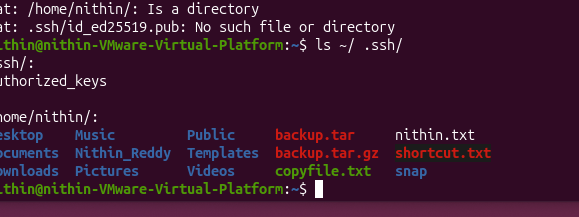 at: /home/nithin/: Is a directory
at: .ssh/id_ed25519.pub: No such file or directory
ithin@nithin-VMware-Virtual-Platform:~$ ls ~/ .ssh/
ssh/:
uthorized_keys
home/nithin/:
esktop Music Public backup.tar nithin.txt
ocuments Nithin_Reddy Templates backup.tar.gz shortcut.txt
ownloads Pictures Videos copyfile.txt snap
ithin@nithin-VMware-Virtual-Platform:~$